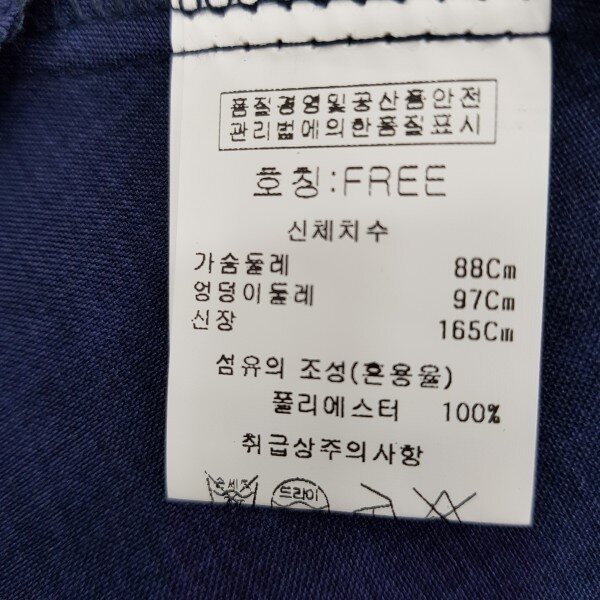 품질경영및공산품안전
관리법에의한품질표시
호칭:FREE
신체치수
가슴둘레 88Cm
엉덩이둘레 97Cm
신장 165Cm
섬유의 조성(혼용율)
폴리에스터 100%
취급상주의사항
손세탁 드라이